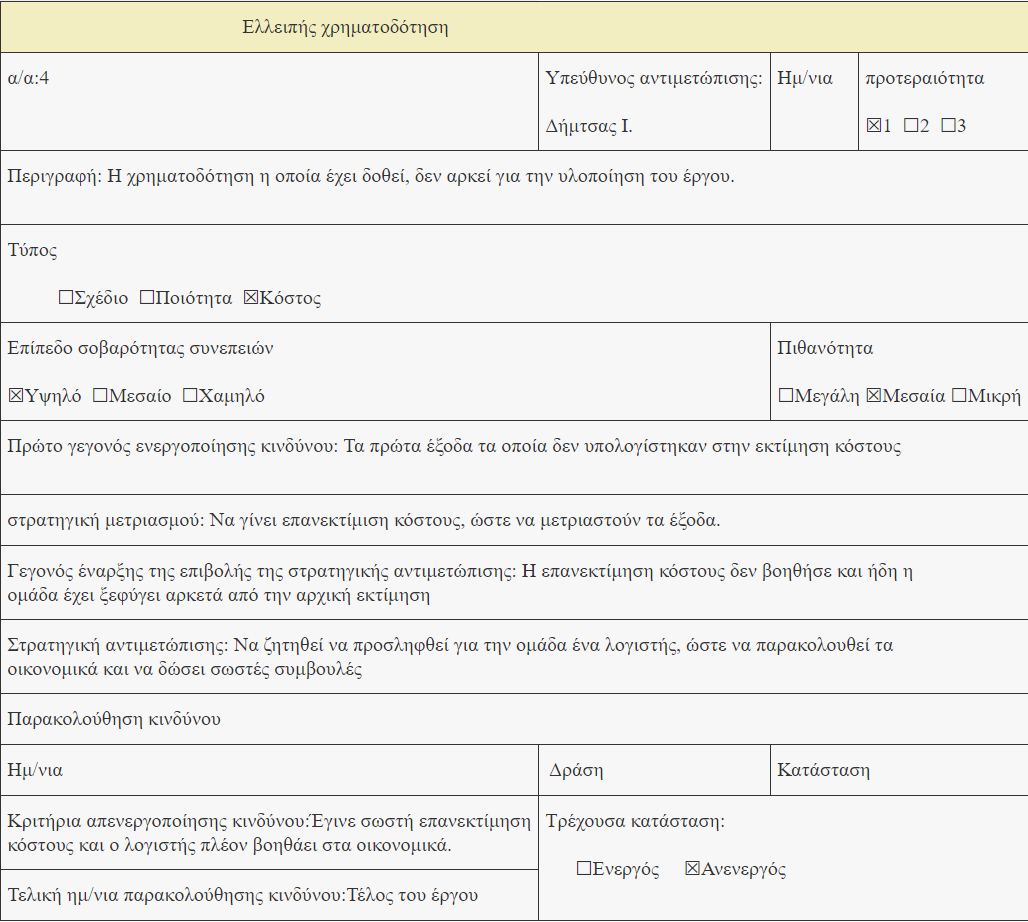 Ελλειπής χρηματοδότηση
α/α:4
Υπεύθυνος αντιμετώπισης:
Δήμτσας Ι.
Ημ/νια
προτεραιότητα
☒1 ☐2 ☐3
Περιγραφή: Η χρηματοδότηση η οποία έχει δοθεί, δεν αρκεί για την υλοποίηση του έργου.
Τύπος
☐Σχέδιο ☐Ποιότητα ☒Κόστος
Επίπεδο σοβαρότητας συνεπειών
☒Υψηλό ☐Μεσαίο ☐Χαμηλό
Πιθανότητα
☐Μεγάλη ☒Μεσαία ☐Μικρή
Πρώτο γεγονός ενεργοποίησης κινδύνου: Τα πρώτα έξοδα τα οποία δεν υπολογίστηκαν στην εκτίμηση κόστους
στρατηγική μετριασμού: Να γίνει επανεκτίμιση κόστους, ώστε να μετριαστούν τα έξοδα.
Γεγονός έναρξης της επιβολής της στρατηγικής αντιμετώπισης: Η επανεκτίμηση κόστους δεν βοηθήσε και ήδη η
ομάδα έχει ξεφύγει αρκετά από την αρχική εκτίμηση
Στρατηγική αντιμετώπισης: Να ζητηθεί να προσληφθεί για την ομάδα ένα λογιστής, ώστε να παρακολουθεί τα
οικονομικά και να δώσει σωστές συμβουλές
Παρακολούθηση κινδύνου
Ημ/νια
Δράση
Κατάσταση
Κριτήρια απενεργοποίησης κινδύνου:Έγινε σωστή επανεκτίμηση
κόστους και ο λογιστής πλέον βοηθάει στα οικονομικά.
Τρέχουσα κατάσταση:
☐Ενεργός ☒Ανενεργός
Τελική ημ/νια παρακολούθησης κινδύνου:Τέλος του έργου